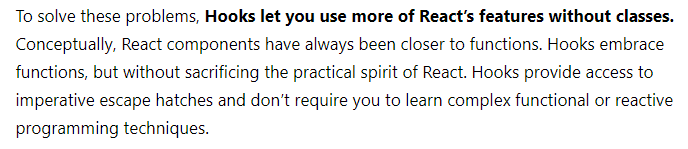 To solve these problems, Hooks let you use more of React’s features without classes.
Conceptually, React components have always been closer to functions. Hooks embrace
functions, but without sacrificing the practical spirit of React. Hooks provide access to
imperative escape hatches and don’t require you to learn complex functional or reactive
programming techniques.